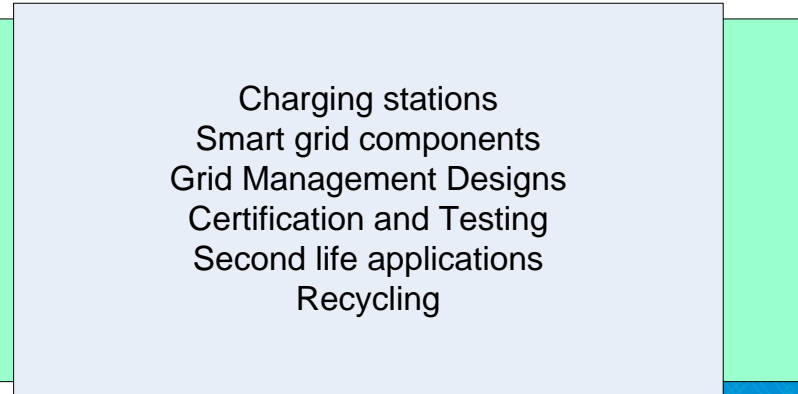 Charging stations
Smart grid components
Grid Management Designs
Certification and Testing
Second life applications
Recycling